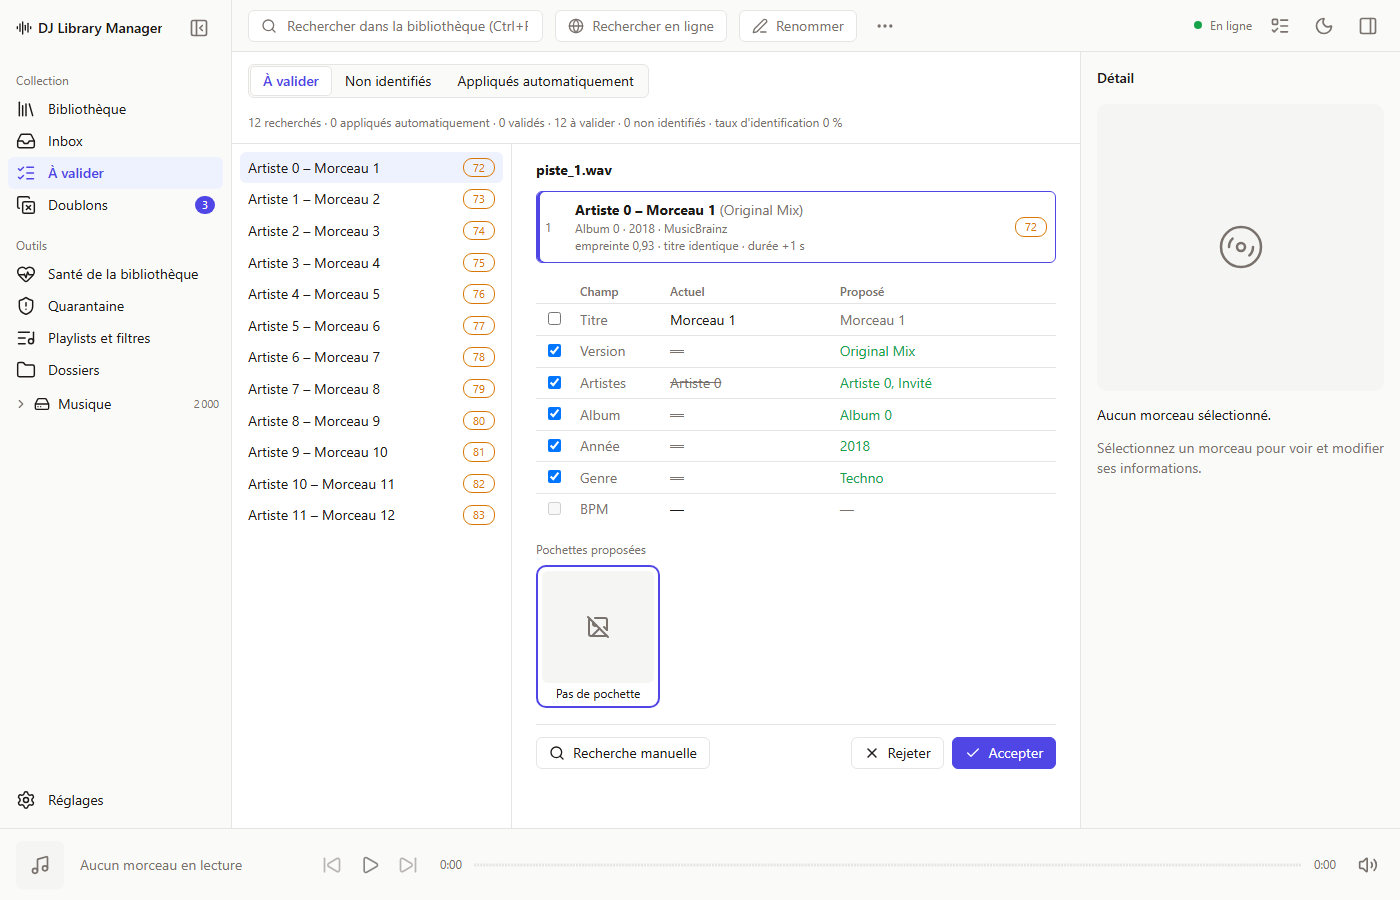 DJ Library Manager
Rechercher dans la bibliothèque (Ctrl+F
Rechercher en ligne
Renommer
En ligne
Collection
Bibliothèque
Inbox
À valider
Doublons 3
Outils
Santé de la bibliothèque
Quarantaine
Playlists et filtres
Dossiers
Musique 2 000
Réglages
À valider Non identifiés Appliqués automatiquement
12 recherchés · 0 appliqués automatiquement · 0 validés · 12 à valider · 0 non identifiés · taux d'identification 0 %
Artiste 0 – Morceau 1 72
Artiste 1 – Morceau 2 73
Artiste 2 – Morceau 3 74
Artiste 3 – Morceau 4 75
Artiste 4 – Morceau 5 76
Artiste 5 – Morceau 6 77
Artiste 6 – Morceau 7 78
Artiste 7 – Morceau 8 79
Artiste 8 – Morceau 9 80
Artiste 9 – Morceau 10 81
Artiste 10 – Morceau 11 82
Artiste 11 – Morceau 12 83
piste_1.wav
1
Artiste 0 – Morceau 1 (Original Mix)
Album 0 · 2018 · MusicBrainz
empreinte 0,93 · titre identique · durée +1 s
72
Champ Actuel Proposé
Titre Morceau 1 Morceau 1
Version — Original Mix
Artistes Artiste 0 Artiste 0, Invité
Album — Album 0
Année — 2018
Genre — Techno
BPM — —
Pochettes proposées
Pas de pochette
Recherche manuelle
Rejeter
Accepter
Détail
Aucun morceau sélectionné.
Sélectionnez un morceau pour voir et modifier
ses informations.
Aucun morceau en lecture
0:00
0:00